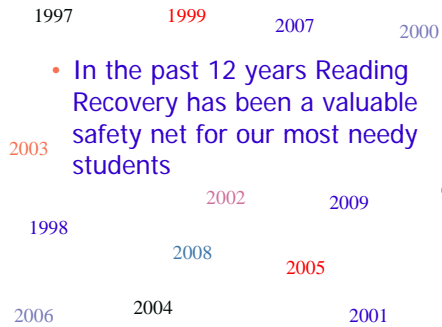 1997 1999 2007 2000
• In the past 12 years Reading
Recovery has been a valuable
safety net for our most needy
students
2003
2002 2009
1998
2008
2005
2006 2004 2001